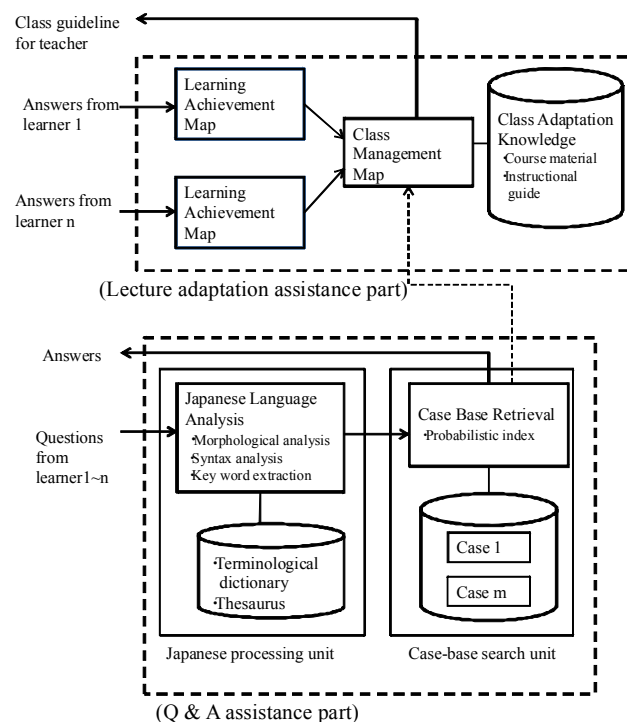 Class guideline
for teacher
Answers from
learner 1
Learning
Achievement
Map
Class
Management
Map
Class Adaptation
Knowledge
·Course material
·Instructional
guide
Answers from
learner n
Learning
Achievement
Map
(Lecture adaptation assistance part)
Answers
Questions
from
learner1~n
Japanese Language
Analysis
·Morphological analysis
·Syntax analysis
·Key word extraction
Case Base Retrieval
·Probabilistic index
·Terminological
dictionary
·Thesaurus
Case 1
Case m
Japanese processing unit
Case-base search unit
(Q & A assistance part)